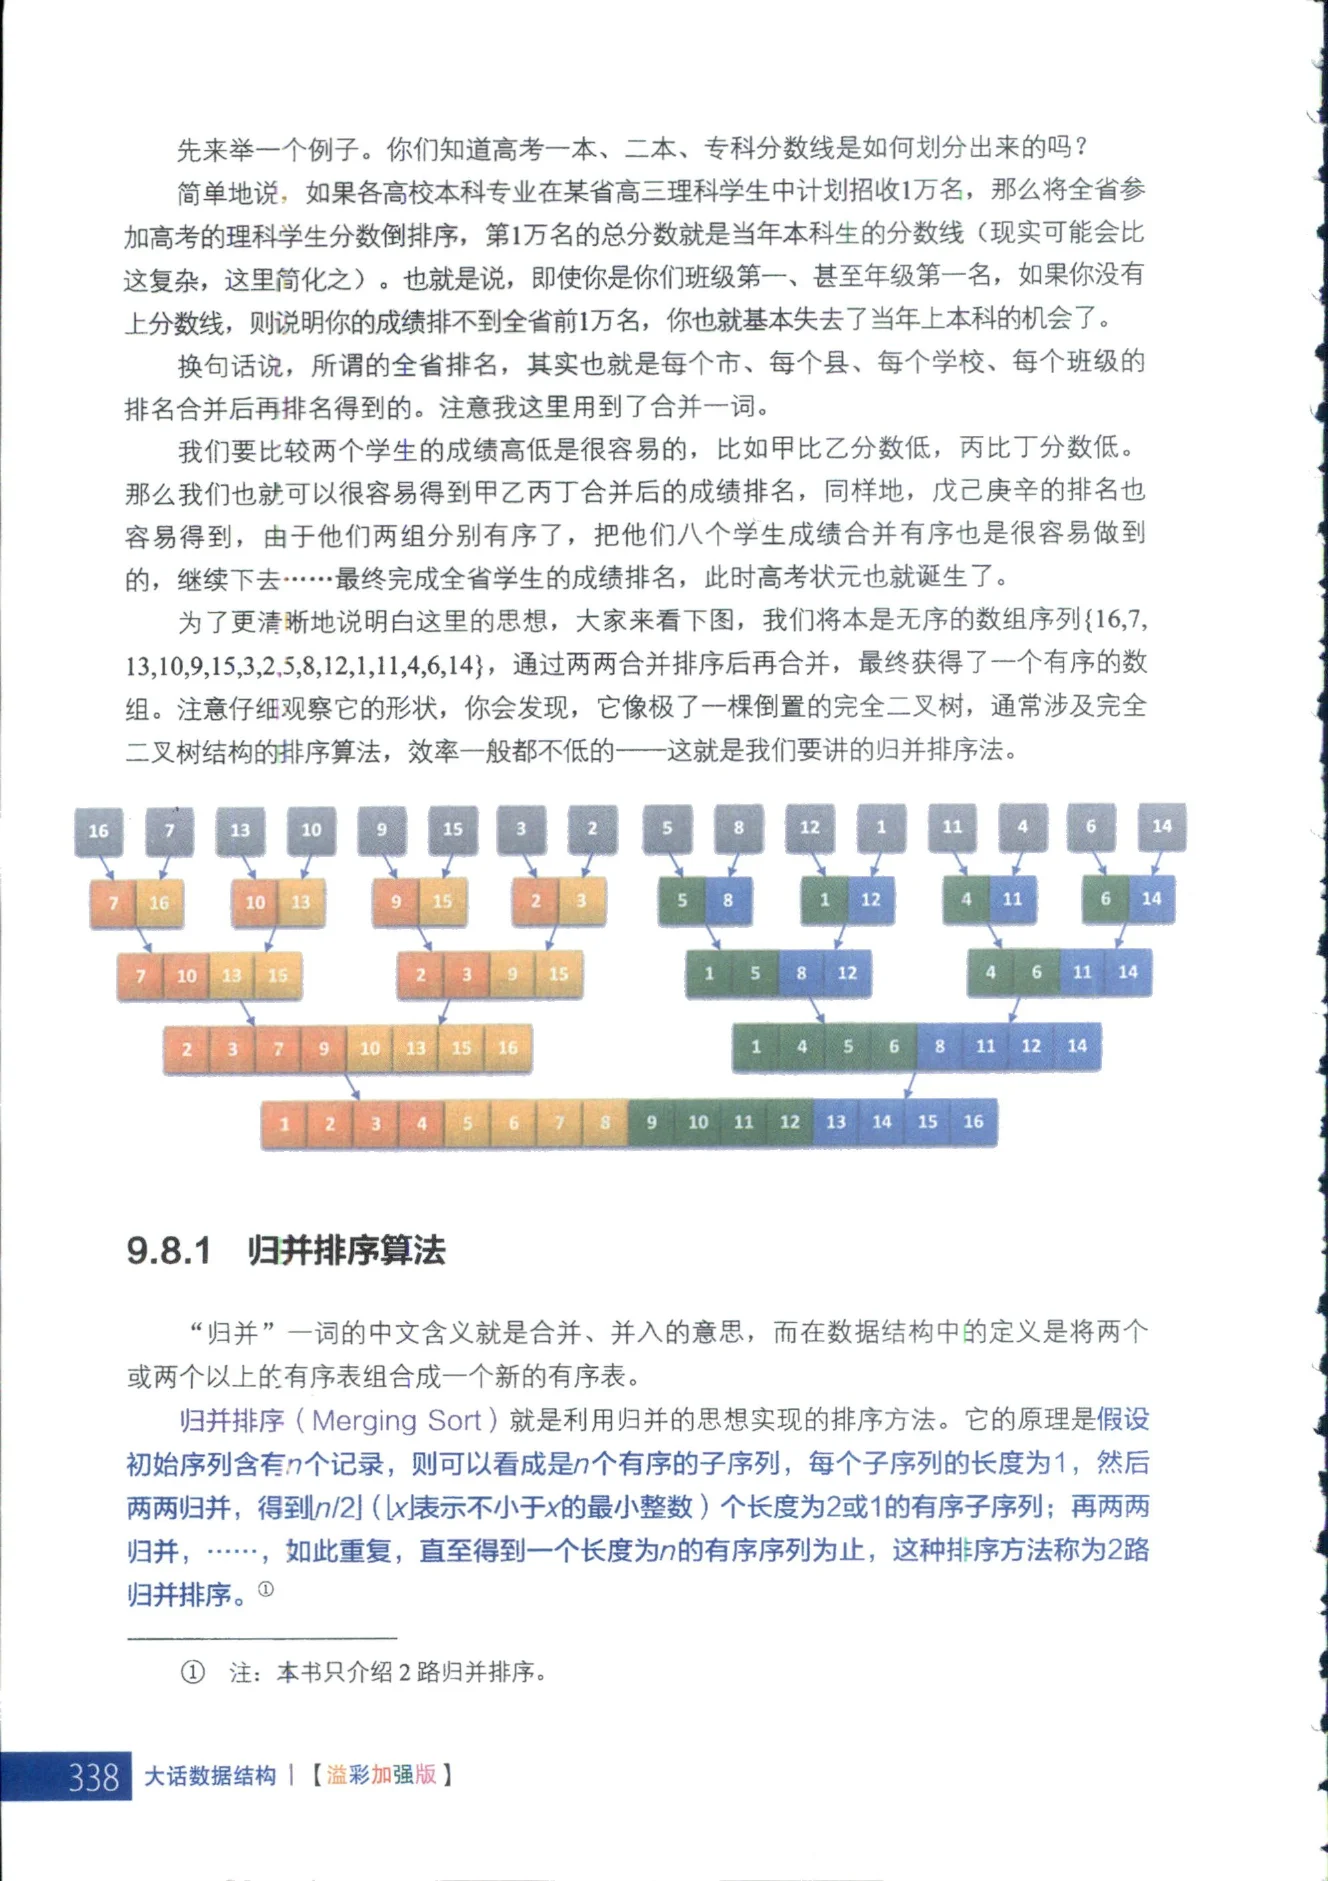 先来举一个例子。你们知道高考一本、二本、专科分数线是如何划分出来的吗？
简单地说，如果各高校本科专业在某省高三理科学生中计划招收1万名，那么将全省参
加高考的理科学生分数倒排序，第1万名的总分数就是当年本科生的分数线（现实可能会比
这复杂，这里简化之）。也就是说，即使你是你们班级第一、甚至年级第一名，如果你没有
上分数线，则说明你的成绩排不到全省前1万名，你也就基本失去了当年上本科的机会了。
换句话说，所谓的全省排名，其实也就是每个市、每个县、每个学校、每个班级的
排名合并后再排名得到的。注意我这里用到了合并一词。
我们要比较两个学生的成绩高低是很容易的，比如甲比乙分数低，丙比丁分数低。
那么我们也就可以很容易得到甲乙丙丁合并后的成绩排名，同样地，戊己庚辛的排名也
容易得到，由于他们两组分别有序了，把他们八个学生成绩合并有序也是很容易做到
的，继续下去……最终完成全省学生的成绩排名，此时高考状元也就诞生了。
为了更清晰地说明白这里的思想，大家来看下图，我们将本是无序的数组序列{16,7,
13,10,9,15,3,2,5,8,12,1,11,4,6,14}，通过两两合并排序后再合并，最终获得了一个有序的数
组。注意仔细观察它的形状，你会发现，它像极了一棵倒置的完全二叉树，通常涉及完全
二叉树结构的排序算法，效率一般都不低的——这就是我们要讲的归并排序法。
16 7 13 10 9 15 3 2 5 8 12 1 11 4 6 14
7 16 10 13 9 15 2 3 5 8 1 12 4 11 6 14
7 10 13 16 2 3 9 15 1 5 8 12 4 6 11 14
2 3 7 9 10 13 15 16 1 4 5 6 8 11 12 14
1 2 3 4 5 6 7 8 9 10 11 12 13 14 15 16
9.8.1 归并排序算法
“归并”一词的中文含义就是合并、并入的意思，而在数据结构中的定义是将两个
或两个以上的有序表组合成一个新的有序表。
归并排序（Merging Sort）就是利用归并的思想实现的排序方法。它的原理是假设
初始序列含有n个记录，则可以看成是n个有序的子序列，每个子序列的长度为1，然后
两两归并，得到⌊n/2⌋（⌊x⌋表示不小于x的最小整数）个长度为2或1的有序子序列；再两两
归并，……，如此重复，直至得到一个长度为n的有序序列为止，这种排序方法称为2路
归并排序。①
① 注：本书只介绍2路归并排序。
338 大话数据结构 | 【溢彩加强版】